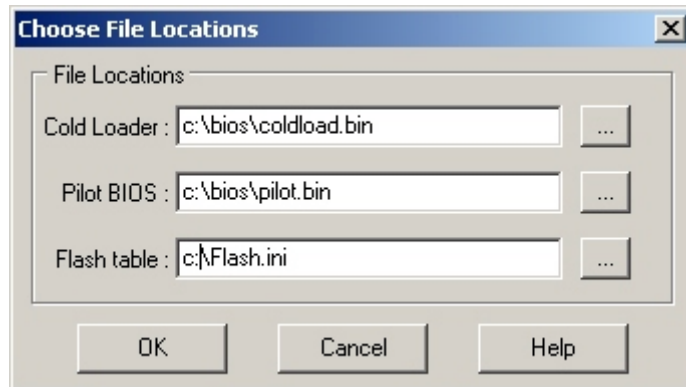 Choose File Locations
File Locations
Cold Loader : c:\bios\coldload.bin ...
Pilot BIOS : c:\bios\pilot.bin ...
Flash table : c:\Flash.ini ...
OK Cancel Help